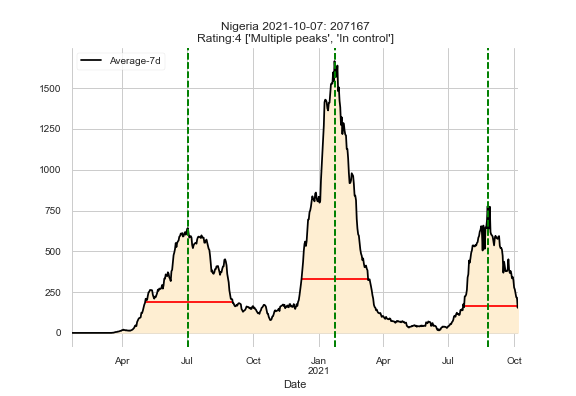 Nigeria 2021-10-07: 207167
Rating:4 ['Multiple peaks', 'In control']
Average-7d
1500
1250
1000
750
500
250
0
Apr Jul Oct Jan Apr Jul Oct
2021
Date